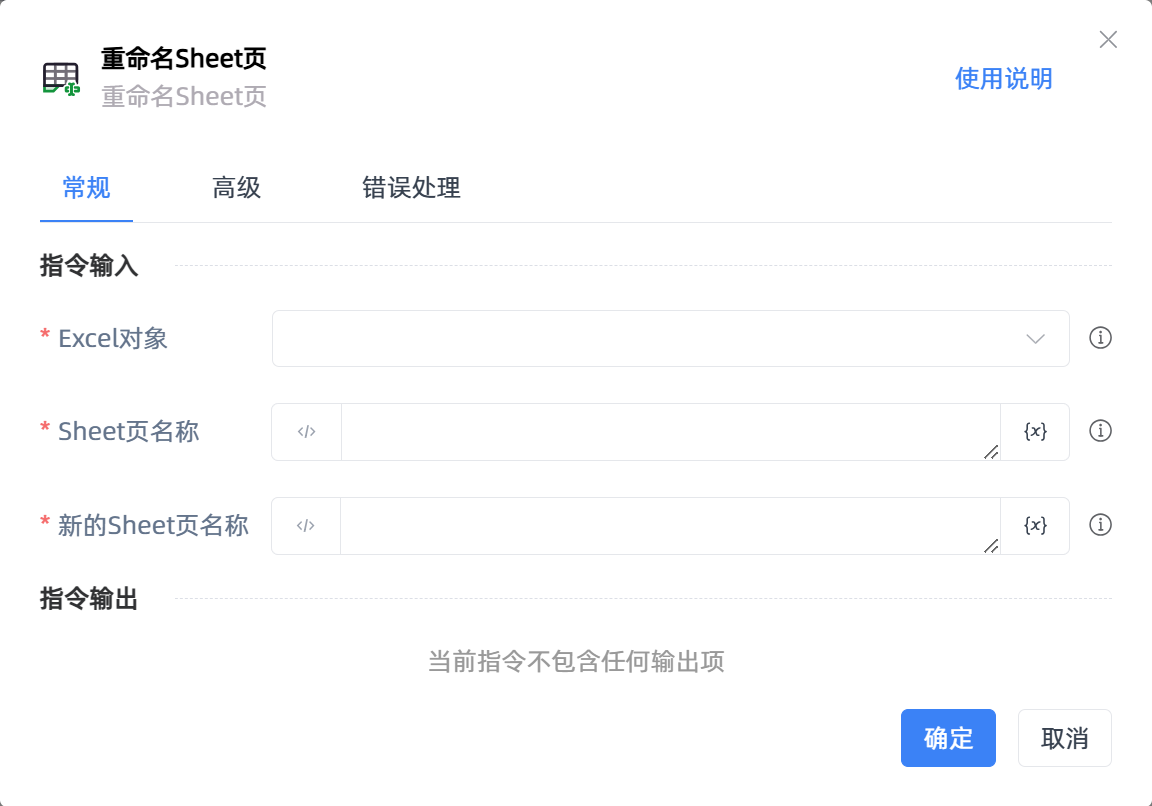 重命名Sheet页
重命名Sheet页
使用说明
常规 高级 错误处理
指令输入
* Excel对象
* Sheet页名称 </> {x}
* 新的Sheet页名称 </> {x}
指令输出
当前指令不包含任何输出项
确定 取消